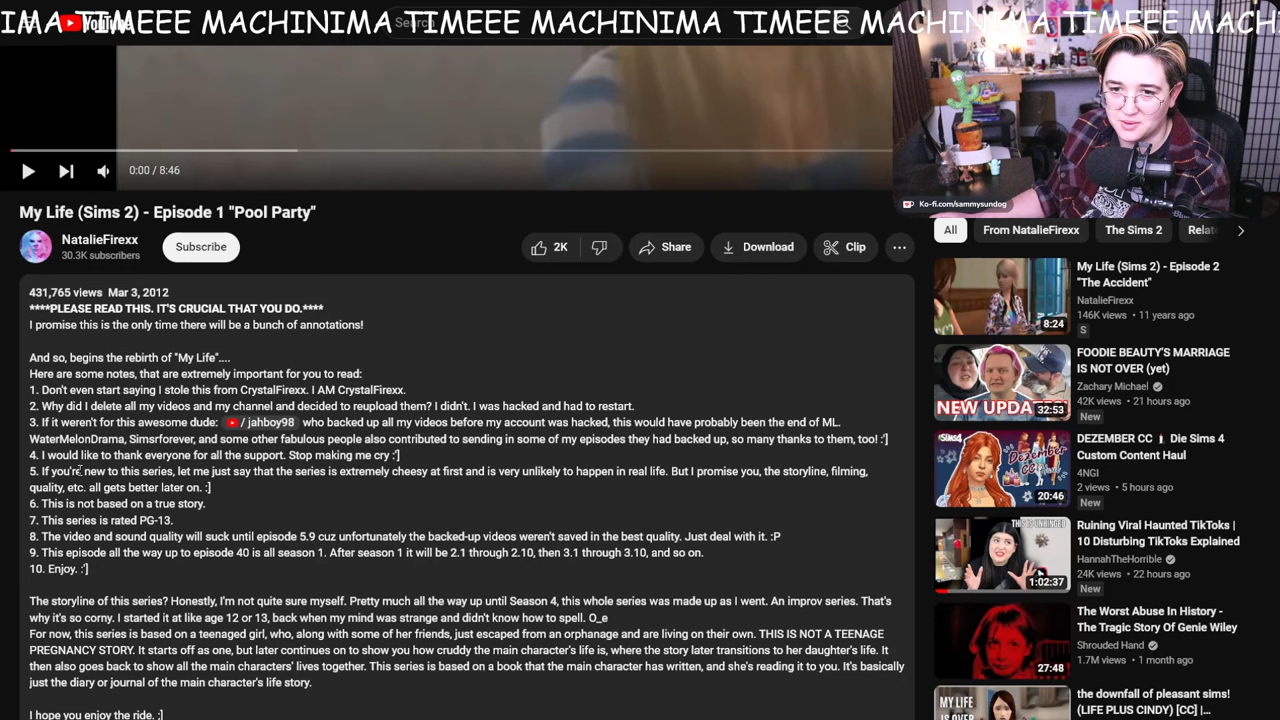 IMA TIMEEE MACHINIMA TIMEEE MACHINIMA TIMEEE MACHINIMA TIMEEE MACH
YouTube
Search
0:00 / 8:46
My Life (Sims 2) - Episode 1 "Pool Party"
NatalieFirexx
30.3K subscribers
Subscribe
2K
Share
Download
Clip
431,765 views Mar 3, 2012
****PLEASE READ THIS. IT'S CRUCIAL THAT YOU DO.****
I promise this is the only time there will be a bunch of annotations!
And so, begins the rebirth of "My Life"....
Here are some notes, that are extremely important for you to read:
1. Don't even start saying I stole this from CrystalFirexx. I AM CrystalFirexx.
2. Why did I delete all my videos and my channel and decided to reupload them? I didn't. I was hacked and had to restart.
3. If it weren't for this awesome dude: / jahboy98 who backed up all my videos before my account was hacked, this would have probably been the end of ML.
WaterMelonDrama, Simsrforever, and some other fabulous people also contributed to sending in some of my episodes they had backed up, so many thanks to them, too! :']
4. I would like to thank everyone for all the support. Stop making me cry :']
5. If you're new to this series, let me just say that the series is extremely cheesy at first and is very unlikely to happen in real life. But I promise you, the storyline, filming,
quality, etc. all gets better later on. :]
6. This is not based on a true story.
7. This series is rated PG-13.
8. The video and sound quality will suck until episode 5.9 cuz unfortunately the backed-up videos weren't saved in the best quality. Just deal with it. :P
9. This episode all the way up to episode 40 is all season 1. After season 1 it will be 2.1 through 2.10, then 3.1 through 3.10, and so on.
10. Enjoy. :']
The storyline of this series? Honestly, I'm not quite sure myself. Pretty much all the way up until Season 4, this whole series was made up as I went. An improv series. That's
why it's so corny. I started it at like age 12 or 13, back when my mind was strange and didn't know how to spell. O_e
For now, this series is based on a teenaged girl, who, along with some of her friends, just escaped from an orphanage and are living on their own. THIS IS NOT A TEENAGE
PREGNANCY STORY. It starts off as one, but later continues on to show you how cruddy the main character's life is, where the story later transitions to her daughter's life. It
then also goes back to show all the main characters' lives together. This series is based on a book that the main character has written, and she's reading it to you. It's basically
just the diary or journal of the main character's life story.
I hope you enjoy the ride. ;]
Ko-fi.com/sammysundog
All
From NatalieFirexx
The Sims 2
Relate
My Life (Sims 2) - Episode 2
"The Accident"
NatalieFirexx
146K views • 11 years ago
S
8:24
FOODIE BEAUTY'S MARRIAGE
IS NOT OVER (yet)
Zachary Michael
42K views • 21 hours ago
New
NEW UPDA
32:53
DEZEMBER CC Die Sims 4
Custom Content Haul
4NGI
2 views • 5 hours ago
New
SIMS4
DEZEMBER
CC
20:46
Ruining Viral Haunted TikToks |
10 Disturbing TikToks Explained
HannahTheHorrible
24K views • 22 hours ago
New
THIS IS UNHINGED
1:02:37
The Worst Abuse In History -
The Tragic Story Of Genie Wiley
Shrouded Hand
1.7M views • 1 month ago
27:48
the downfall of pleasant sims!
(LIFE PLUS CINDY) [CC] |...
MY LIFE
IS OVER